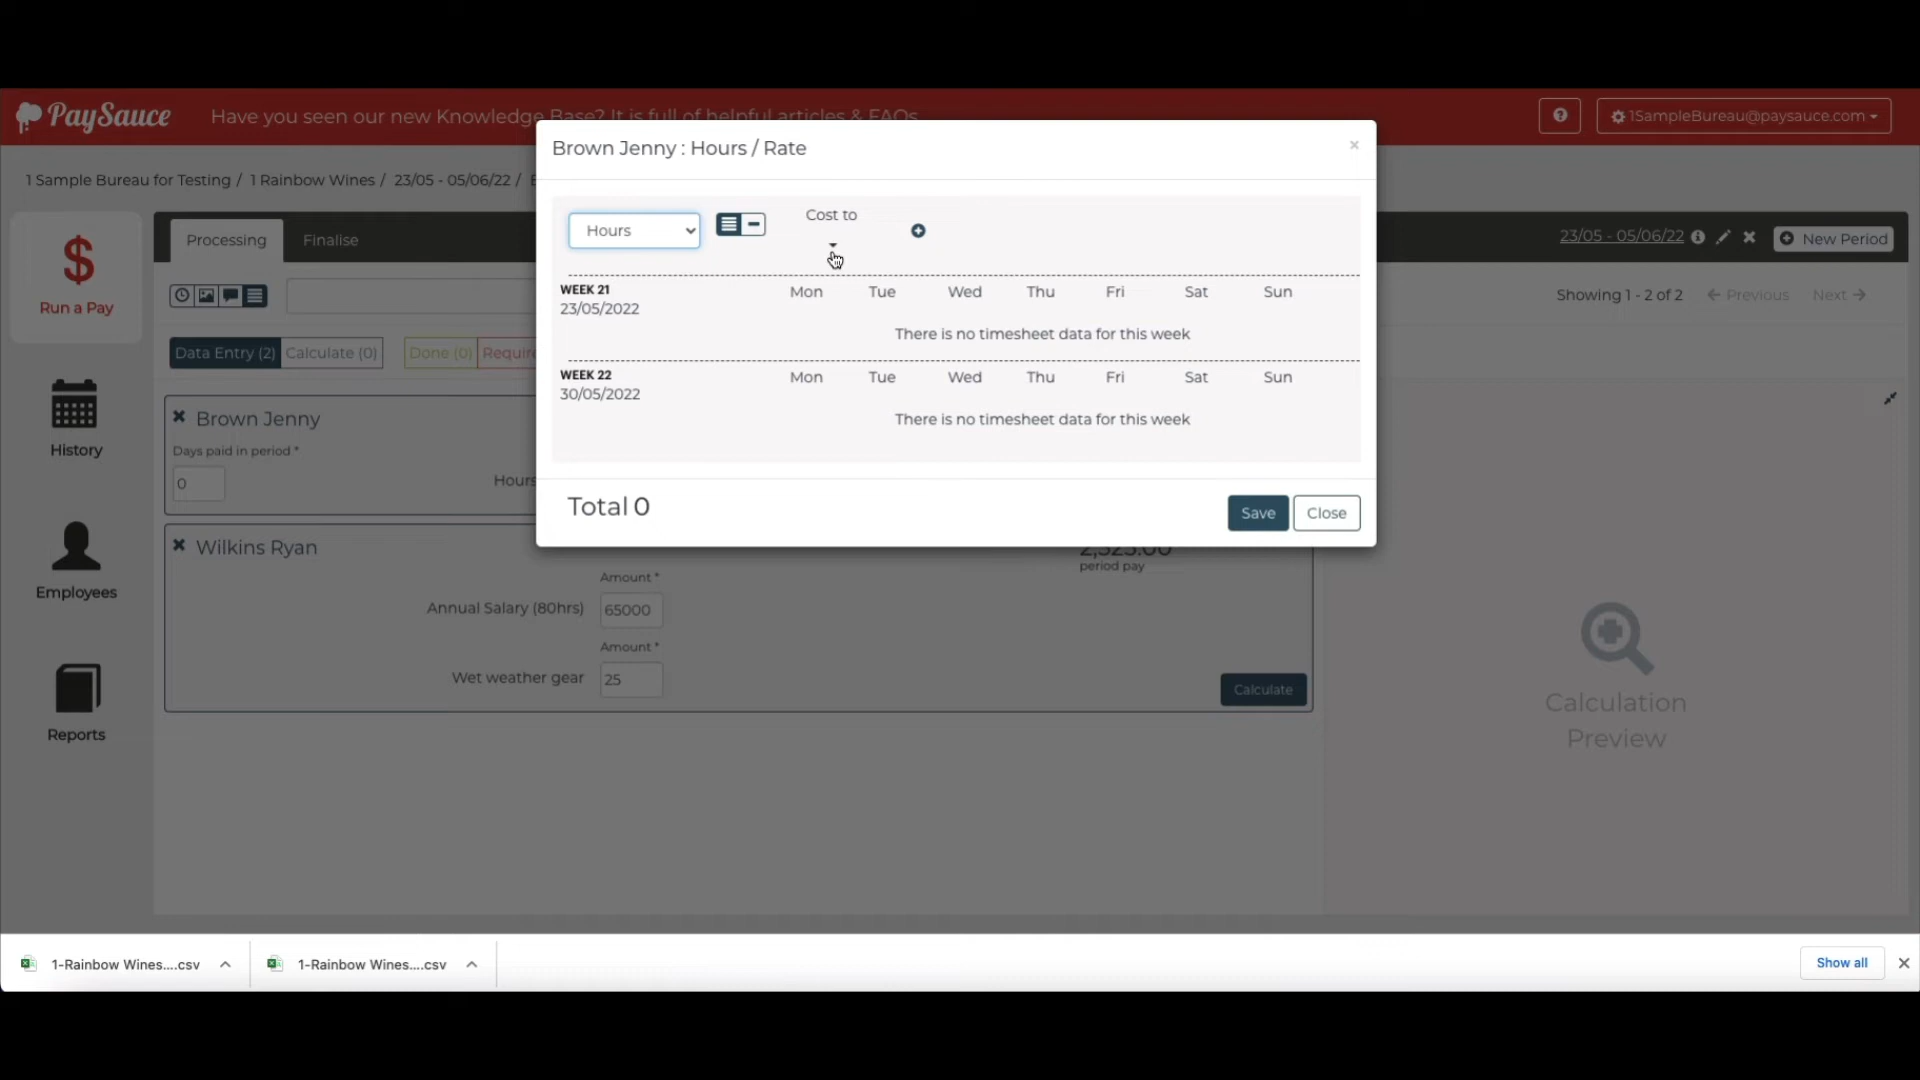 PaySauce
Have you seen our new Knowledge Base? It is full of helpful articles & FAQs
1SampleBureau@paysauce.com
Brown Jenny : Hours / Rate
×
1 Sample Bureau for Testing / 1 Rainbow Wines / 23/05 - 05/06/22 /
Hours
Cost to
Processing
Finalise
23/05 - 05/06/22
New Period
Run a Pay
WEEK 21
23/05/2022
Mon Tue Wed Thu Fri Sat Sun
There is no timesheet data for this week
Showing 1 - 2 of 2
Previous
Next
Data Entry (2)
Calculate (0)
Done (0)
WEEK 22
30/05/2022
Mon Tue Wed Thu Fri Sat Sun
There is no timesheet data for this week
Brown Jenny
Days paid in period *
0
Hours
History
Total 0
Save
Close
Wilkins Ryan
2,525.00
period pay
Amount *
Annual Salary (80hrs)
65000
Amount *
Wet weather gear
25
Calculate
Employees
Reports
Calculation
Preview
1-Rainbow Wines....csv
1-Rainbow Wines....csv
Show all